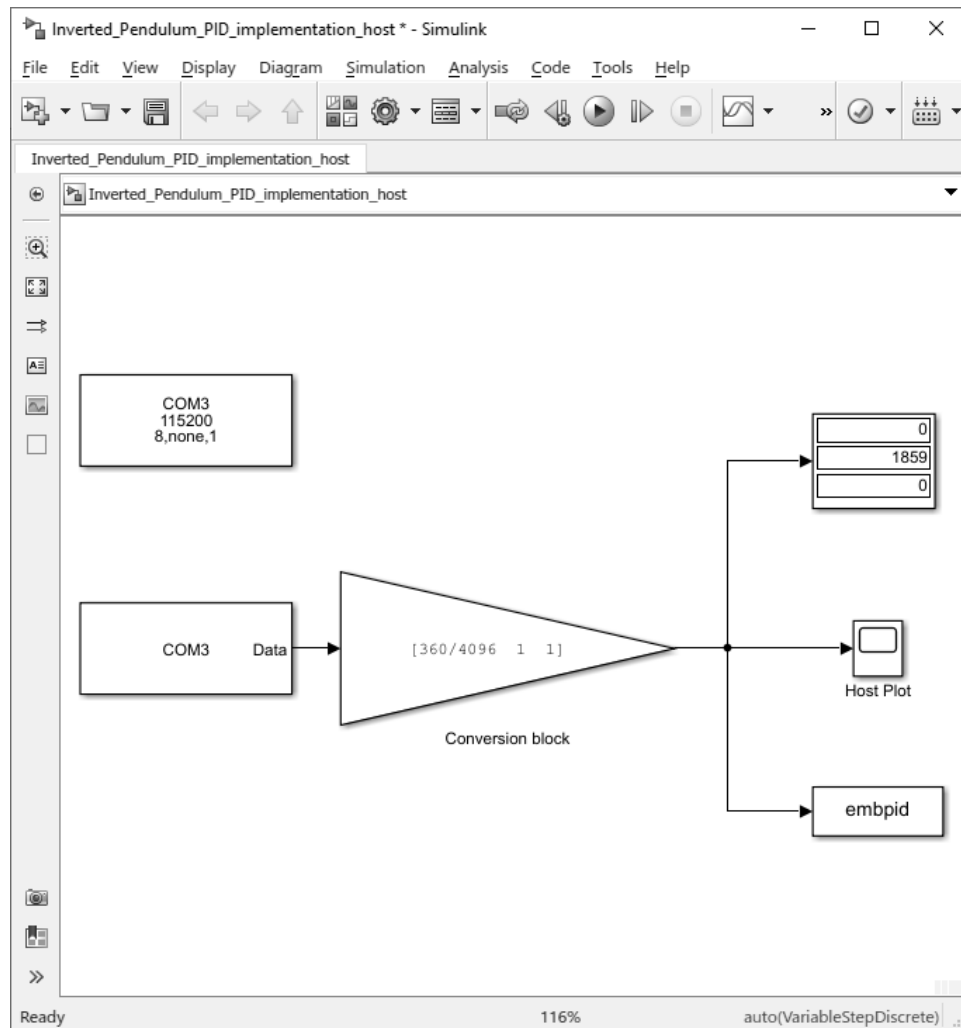 Inverted_Pendulum_PID_implementation_host * - Simulink
File Edit View Display Diagram Simulation Analysis Code Tools Help
Inverted_Pendulum_PID_implementation_host
Inverted_Pendulum_PID_implementation_host
COM3
115200
8,none,1
0
1859
0
COM3 Data
[360/4096 1 1]
Conversion block
Host Plot
embpid
Ready 116% auto(VariableStepDiscrete)